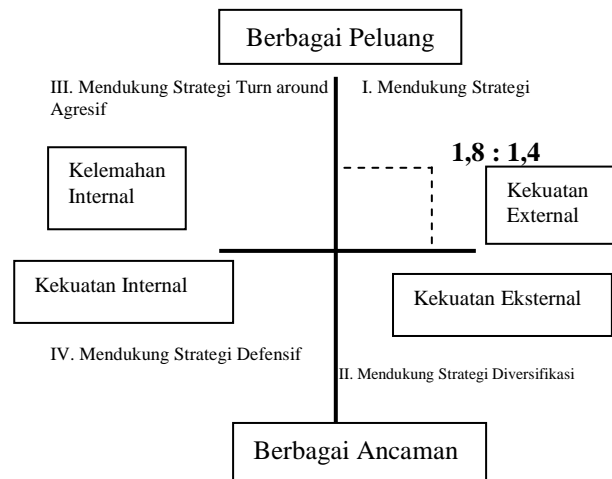 Berbagai Peluang
III. Mendukung Strategi Turn around
Agresif
I. Mendukung Strategi
1,8 : 1,4
Kelemahan
Internal
Kekuatan
External
Kekuatan Internal
Kekuatan Eksternal
IV. Mendukung Strategi Defensif
II. Mendukung Strategi Diversifikasi
Berbagai Ancaman